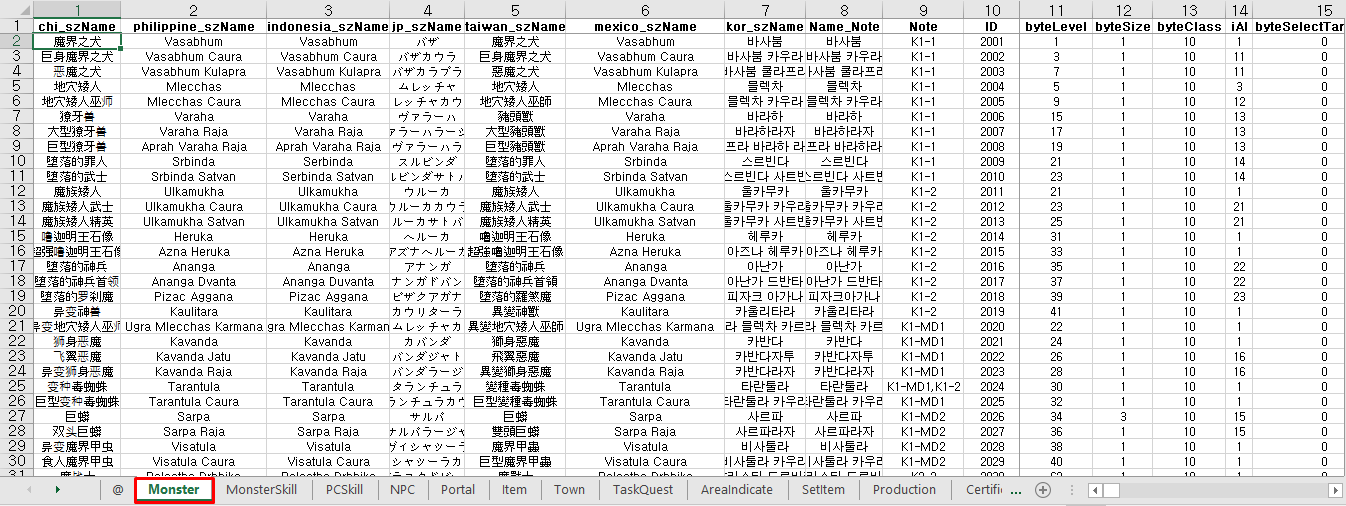 1 2 3 4 5 6 7 8 9 10 11 12 13 14 15
1 chi_szName philippine_szName indonesia_szName jp_szName taiwan_szName mexico_szName kor_szName Name_Note Note ID byteLevel byteSize byteClass iAI byteSelectTar
2 魔界之犬 Vasabhum Vasabhum バザ 魔界之犬 Vasabhum 바사붐 바사붐 K1-1 2001 1 1 10 1 0
3 巨身魔界之犬 Vasabhum Caura Vasabhum Caura バザカウラ 巨身魔界之犬 Vasabhum Caura 바사붐 카우라 바사붐 카우라 K1-1 2002 3 1 10 11 0
4 恶魔之犬 Vasabhum Kulapra Vasabhum Kulapra バザカラプラ 惡魔之犬 Vasabhum Kulapra 바사붐 쿨라프라 바사붐 쿨라프라 K1-1 2003 7 1 10 11 0
5 地穴矮人 Mlecchas Mlecchas ムレッチャ 地穴矮人 Mlecchas 믈렉차 믈렉차 K1-1 2004 5 1 10 3 0
6 地穴矮人巫师 Mlecchas Caura Mlecchas Caura レッチャカウ 地穴矮人巫師 Mlecchas Caura 믈렉차 카우라 믈렉차 카우라 K1-1 2005 9 1 10 12 0
7 獠牙兽 Varaha Varaha ヴァラーハ 豬頭獸 Varaha 바라하 바라하 K1-1 2006 15 1 10 13 0
8 大型獠牙兽 Varaha Raja Varaha Raja ァラーハラージ 大型豬頭獸 Varaha Raja 바라하라자 바라하라자 K1-1 2007 17 1 10 13 0
9 巨型獠牙兽 Aprah Varaha Raja Aprah Varaha Raja ヴァラーハラー 巨型豬頭獸 Aprah Varaha Raja 프라 바라하 라 프라 바라하 라 K1-1 2008 19 1 10 13 0
10 堕落的罪人 Srbinda Serbinda スルビンダ 墮落的罪人 Srbinda 스르빈다 스르빈다 K1-1 2009 21 1 10 14 0
11 堕落的武士 Srbinda Satvan Serbinda Satvan ルビンダサトバ 墮落的武士 Srbinda Satvan 스르빈다 사트빈 르빈다 사트빈 K1-1 2010 23 1 10 14 0
12 魔族矮人 Ulkamukha Ulkamukha ウルーカ 魔族矮人 Ulkamukha 울카무카 울카무카 K1-2 2011 21 1 10 1 0
13 魔族矮人武士 Ulkamukha Caura Ulkamukha Caura ウルーカカウラ 魔族矮人武士 Ulkamukha Caura 울카무카 카우라 울카무카 카우라 K1-2 2012 23 1 10 21 0
14 魔族矮人精英 Ulkamukha Satvan Ulkamukha Satvan ルーカサトバ 魔族矮人精英 Ulkamukha Satvan 울카무카 사트반 울카무카 사트반 K1-2 2013 25 1 10 21 0
15 噜迦明王石像 Heruka Heruka ヘルーカ 嚕迦明王石像 Heruka 헤루카 헤루카 K1-2 2014 31 1 10 1 0
16 超强噜迦明王石像 Azna Heruka Azna Heruka アズナヘルーカ 超強嚕迦明王石像 Azna Heruka 아즈나 헤루카 아즈나 헤루카 K1-2 2015 33 1 10 1 0
17 堕落的神兵 Ananga Ananga アナンガ 墮落的神兵 Ananga 아난가 아난가 K1-2 2016 35 1 10 22 0
18 堕落的神兵首领 Ananga Dvanta Ananga Duvanta ナンガドバン 墮落的神兵首領 Ananga Dvanta 아난가 드반타 아난가 드반타 K1-2 2017 37 1 10 22 0
19 堕落的罗刹魔 Pizac Aggana Pizac Aggana ピザクアガナ 墮落的羅煞魔 Pizac Aggana 피자크 아가나 피자크아가나 K1-2 2018 39 1 10 23 0
20 异变神兽 Kaulitara Kaulitara カウリターラ 異變神獸 Kaulitara 카울리타라 카울리타라 K1-2 2019 41 1 10 1 0
21 异变地穴矮人巫师 Ugra Mlecchas Karmana gra Mlecchas Karman ムレッチャカ 異變地穴矮人巫師 Ugra Mlecchas Karmana 라 믈렉차 카르 라 믈렉차 카르 K1-MD1 2020 22 1 10 1 0
22 狮身恶魔 Kavanda Kavanda カバンダ 獅身惡魔 Kavanda 카반다 카반다 K1-MD1 2021 24 1 10 1 0
23 飞翼恶魔 Kavanda Jatu Kavanda Jatu バンダジャト 飛翼惡魔 Kavanda Jatu 카반다자투 카반다자투 K1-MD1 2022 26 1 10 16 0
24 异变狮身恶魔 Kavanda Raja Kavanda Raja バンダラージ 異變獅身惡魔 Kavanda Raja 카반다라자 카반다라자 K1-MD1 2023 28 1 10 16 0
25 变种毒蜘蛛 Tarantula Tarantula タランチュラ 變種毒蜘蛛 Tarantula 타란툴라 타란툴라 K1-MD1,K1-2 2024 30 1 10 1 0
26 巨型变种毒蜘蛛 Tarantula Caura Tarantula Caura ランチュラカウ 巨型變種毒蜘蛛 Tarantula Caura 타란툴라 카우라 란툴라 카우라 K1-MD1 2025 32 1 10 1 0
27 巨蟒 Sarpa Sarpa サルパ 巨蟒 Sarpa 사르파 사르파 K1-MD2 2026 34 3 10 15 0
28 双头巨蟒 Sarpa Raja Sarpa Raja ナルパラージャ 雙頭巨蟒 Sarpa Raja 사르파라자 사르파라자 K1-MD2 2027 36 1 10 15 0
29 异变魔界甲虫 Visatula Visatula ヴィシャツーラ 魔界甲蟲 Visatula 비사툴라 비사툴라 K1-MD2 2028 38 1 10 1 0
30 食人魔界甲虫 Visatula Caura Visatula Caura シャツーラカウ 巨型魔界甲蟲 Visatula Caura 비사툴라 카우라 비사툴라 카우라 K1-MD2 2029 40 1 10 1 0
@ Monster MonsterSkill PCSkill NPC Portal Item Town TaskQuest AreaIndicate SetItem Production Certific ...